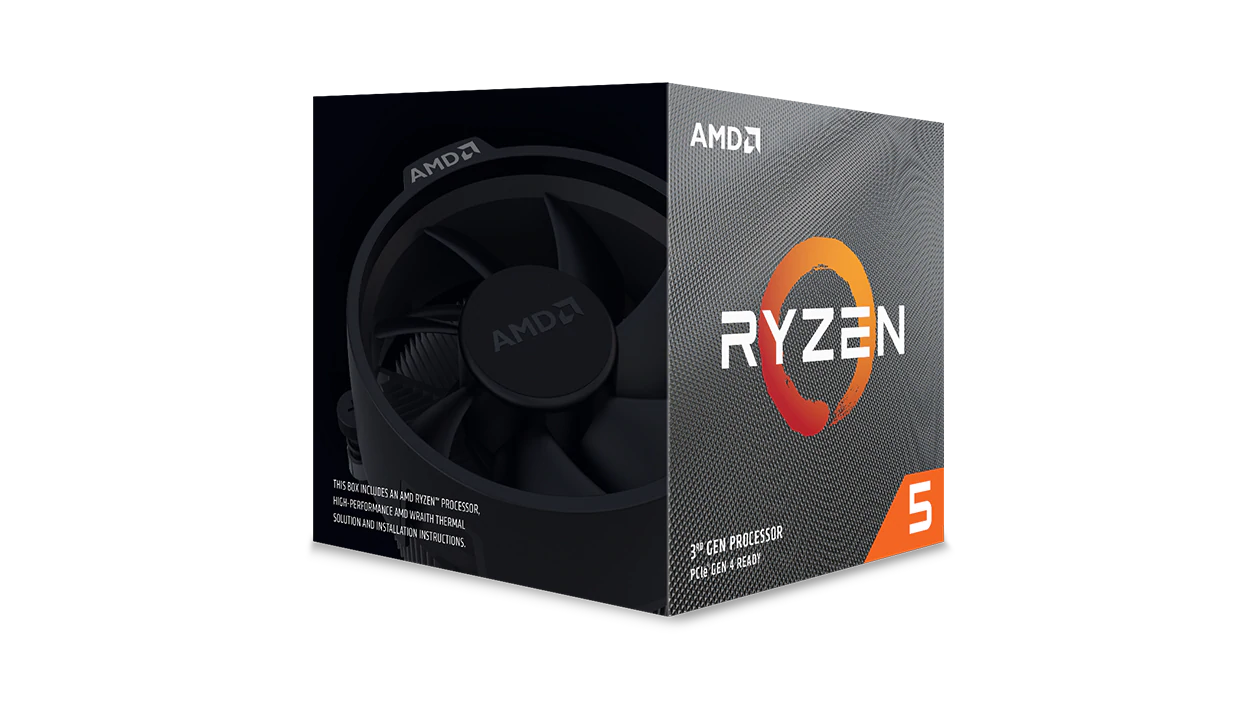 AMD
AMD
THIS BOX INCLUDES AN AMD RYZEN™ PROCESSOR,
HIGH-PERFORMANCE AMD WRAITH THERMAL
SOLUTION AND INSTALLATION INSTRUCTIONS.
AMD
RYZEN
5
3RD GEN PROCESSOR
PCIe GEN 4 READY